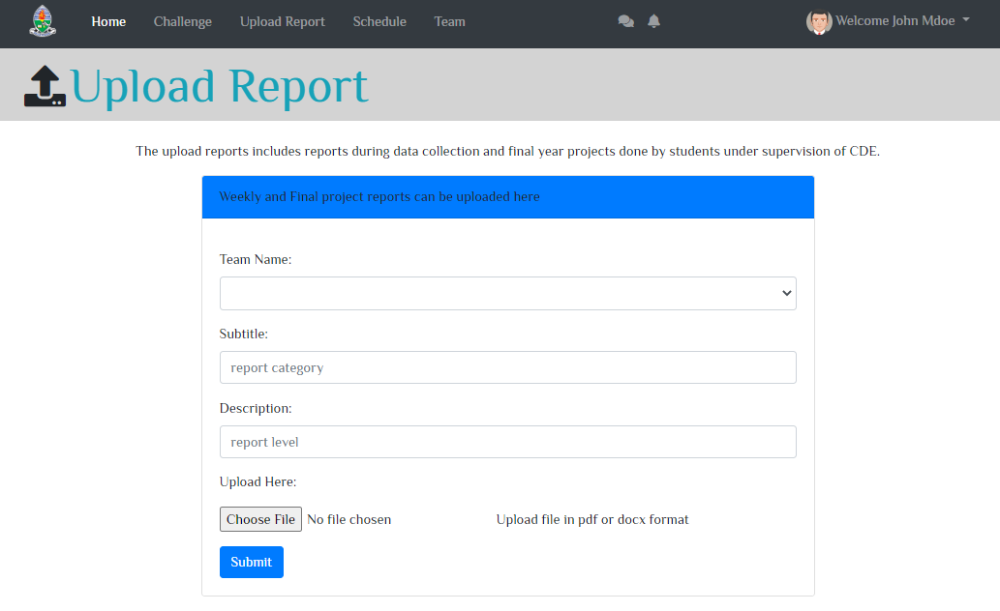 Home Challenge Upload Report Schedule Team Welcome John Mdoe
Upload Report
The upload reports includes reports during data collection and final year projects done by students under supervision of CDE.
Weekly and Final project reports can be uploaded here
Team Name:
Subtitle:
report category
Description:
report level
Upload Here:
Choose File No file chosen Upload file in pdf or docx format
Submit